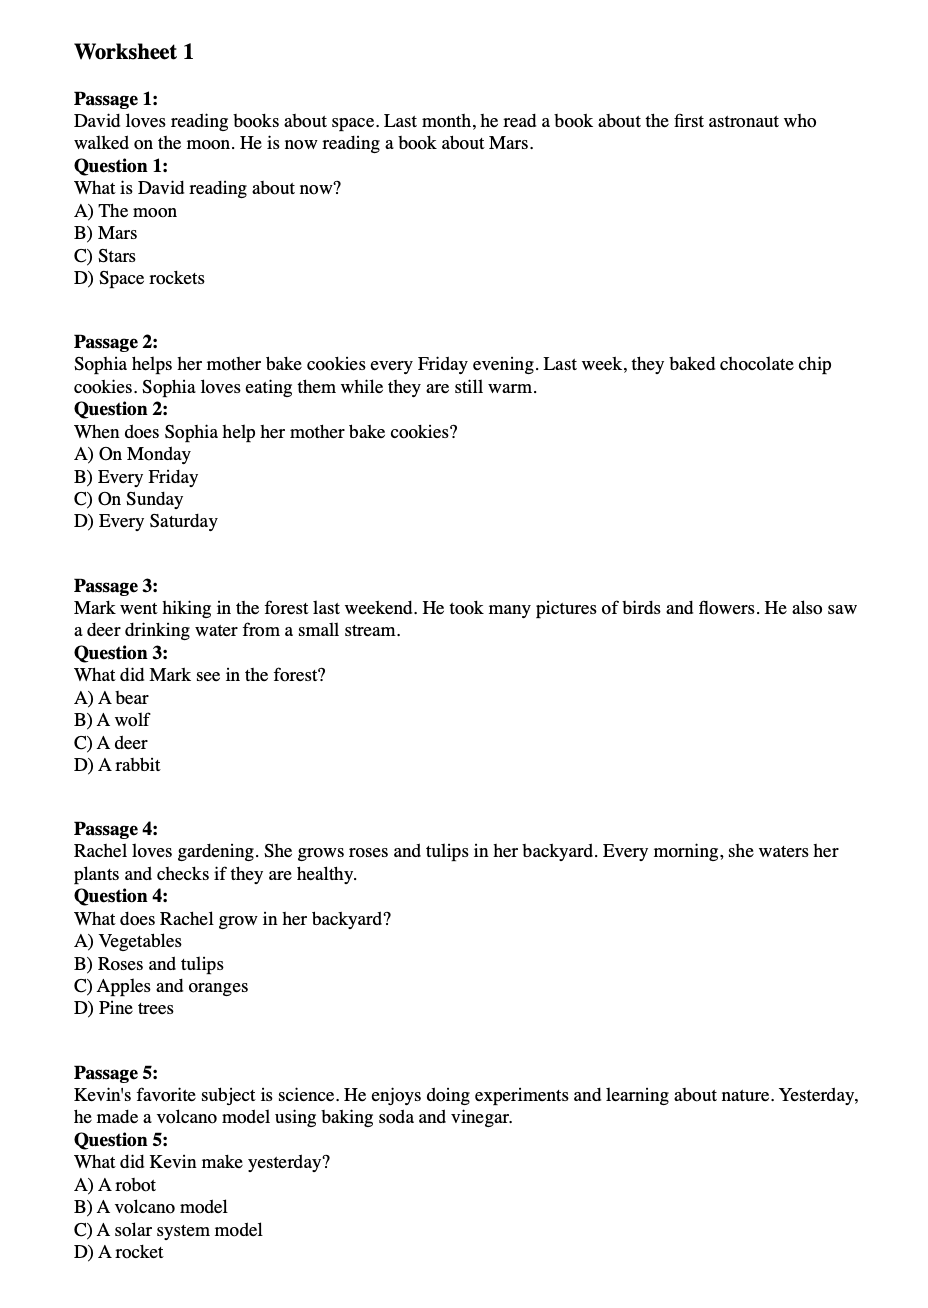 Worksheet 1
Passage 1:
David loves reading books about space. Last month, he read a book about the first astronaut who
walked on the moon. He is now reading a book about Mars.
Question 1:
What is David reading about now?
A) The moon
B) Mars
C) Stars
D) Space rockets
Passage 2:
Sophia helps her mother bake cookies every Friday evening. Last week, they baked chocolate chip
cookies. Sophia loves eating them while they are still warm.
Question 2:
When does Sophia help her mother bake cookies?
A) On Monday
B) Every Friday
C) On Sunday
D) Every Saturday
Passage 3:
Mark went hiking in the forest last weekend. He took many pictures of birds and flowers. He also saw
a deer drinking water from a small stream.
Question 3:
What did Mark see in the forest?
A) A bear
B) A wolf
C) A deer
D) A rabbit
Passage 4:
Rachel loves gardening. She grows roses and tulips in her backyard. Every morning, she waters her
plants and checks if they are healthy.
Question 4:
What does Rachel grow in her backyard?
A) Vegetables
B) Roses and tulips
C) Apples and oranges
D) Pine trees
Passage 5:
Kevin's favorite subject is science. He enjoys doing experiments and learning about nature. Yesterday,
he made a volcano model using baking soda and vinegar.
Question 5:
What did Kevin make yesterday?
A) A robot
B) A volcano model
C) A solar system model
D) A rocket